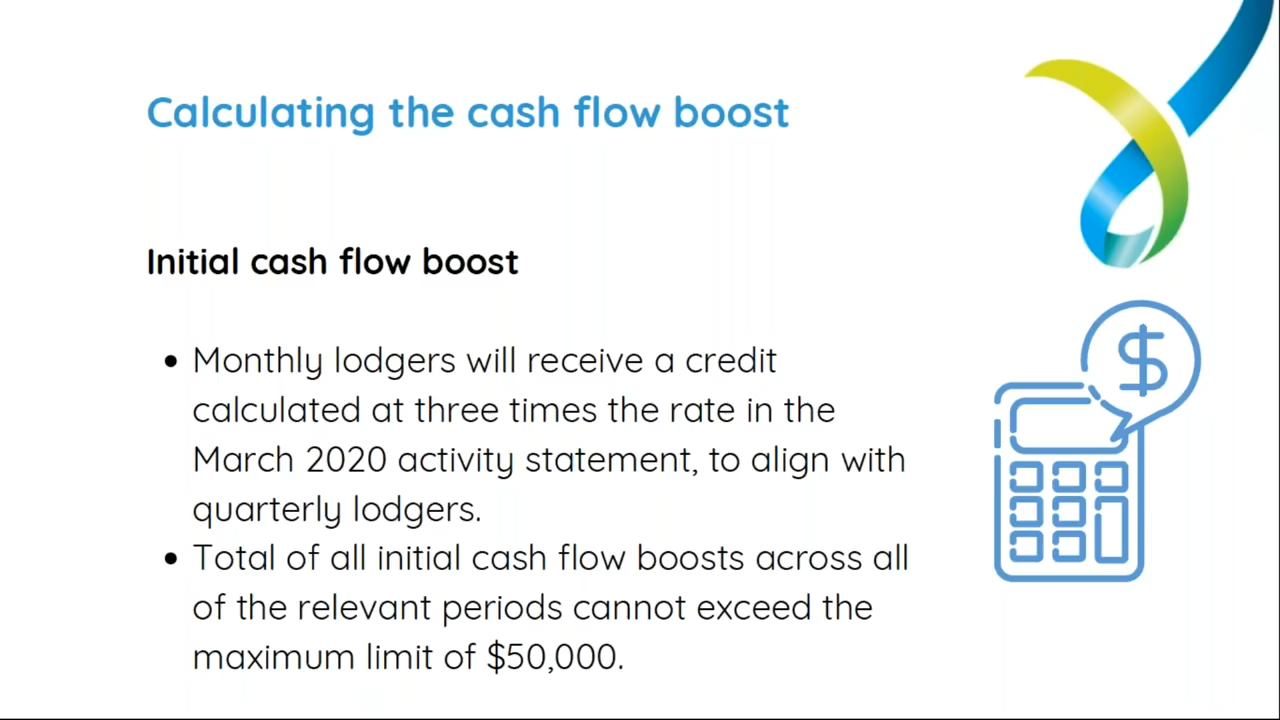 Calculating the cash flow boost
Initial cash flow boost
• Monthly lodgers will receive a credit
calculated at three times the rate in the
March 2020 activity statement, to align with
quarterly lodgers.
• Total of all initial cash flow boosts across all
of the relevant periods cannot exceed the
maximum limit of $50,000.
$